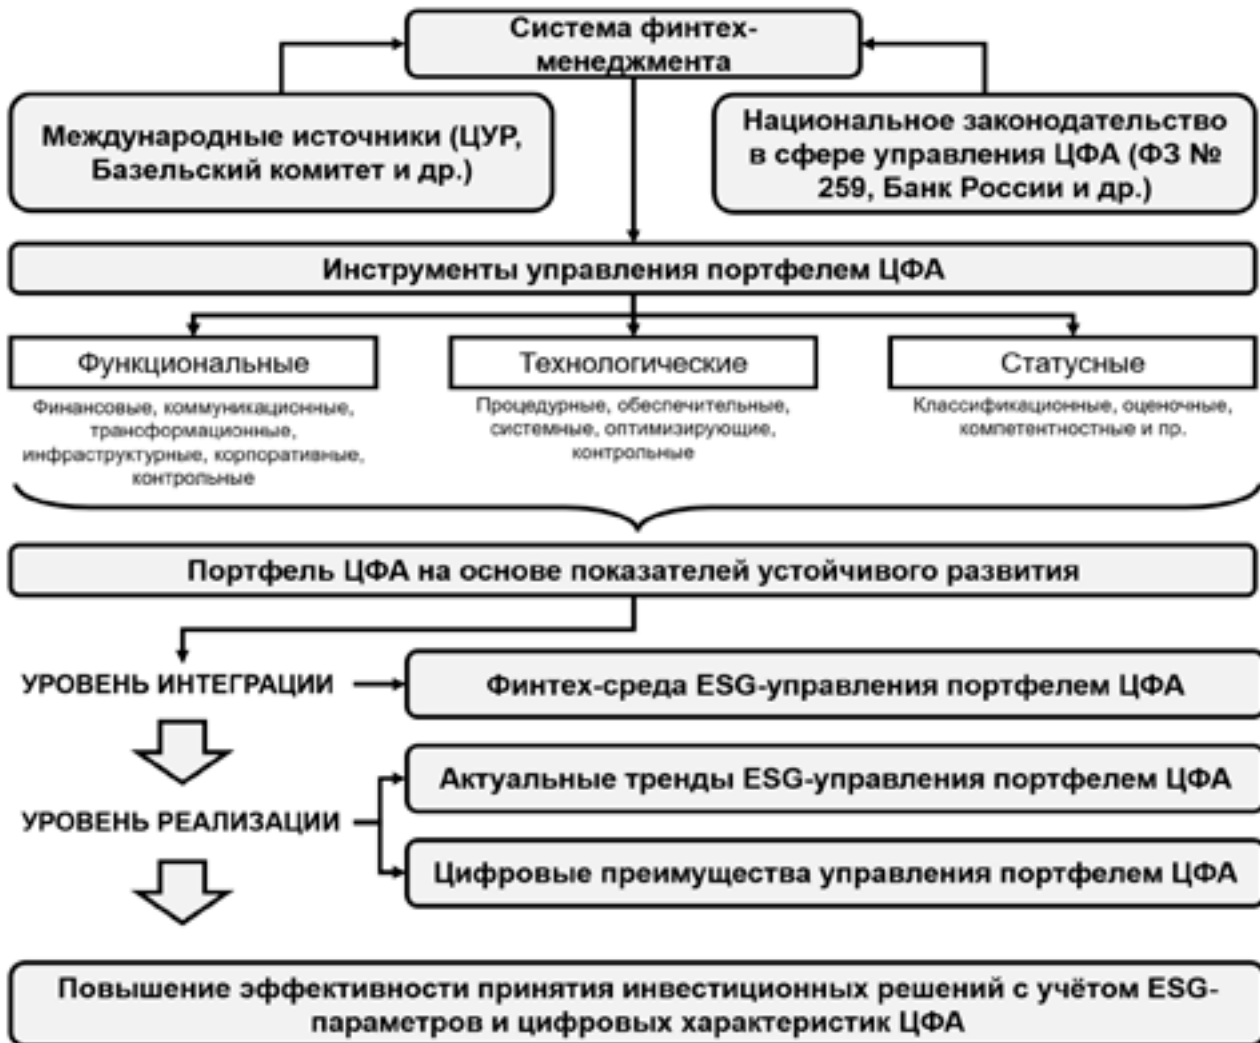 Система финтех-
менеджмента
Международные источники (ЦУР,
Базельский комитет и др.)
Национальное законодательство
в сфере управления ЦФА (ФЗ №
259, Банк России и др.)
Инструменты управления портфелем ЦФА
Функциональные
Финансовые, коммуникационные,
трансформационные,
инфраструктурные, корпоративные,
контрольные
Технологические
Процедурные, обеспечительные,
системные, оптимизирующие,
контрольные
Статусные
Классификационные, оценочные,
компетентностные и пр.
Портфель ЦФА на основе показателей устойчивого развития
УРОВЕНЬ ИНТЕГРАЦИИ
Финтех-среда ESG-управления портфелем ЦФА
УРОВЕНЬ РЕАЛИЗАЦИИ
Актуальные тренды ESG-управления портфелем ЦФА
Цифровые преимущества управления портфелем ЦФА
Повышение эффективности принятия инвестиционных решений с учётом ESG-
параметров и цифровых характеристик ЦФА